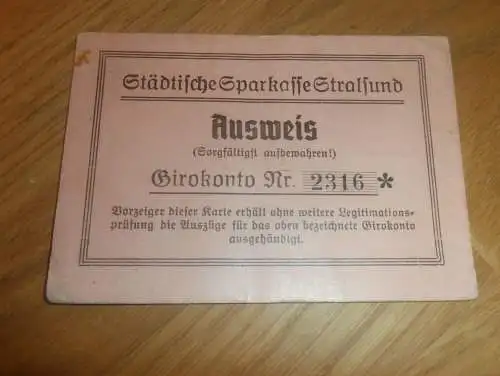 Städtische Sparkasse Stralsund
Ausweis
(Sorgfältigst aufbewahren!)
Girokonto Nr. 2316 *
Vorzeiger dieser Karte erhält ohne weitere Legitimations-
prüfung die Auszüge für das oben bezeichnete Girokonto
ausgehändigt.